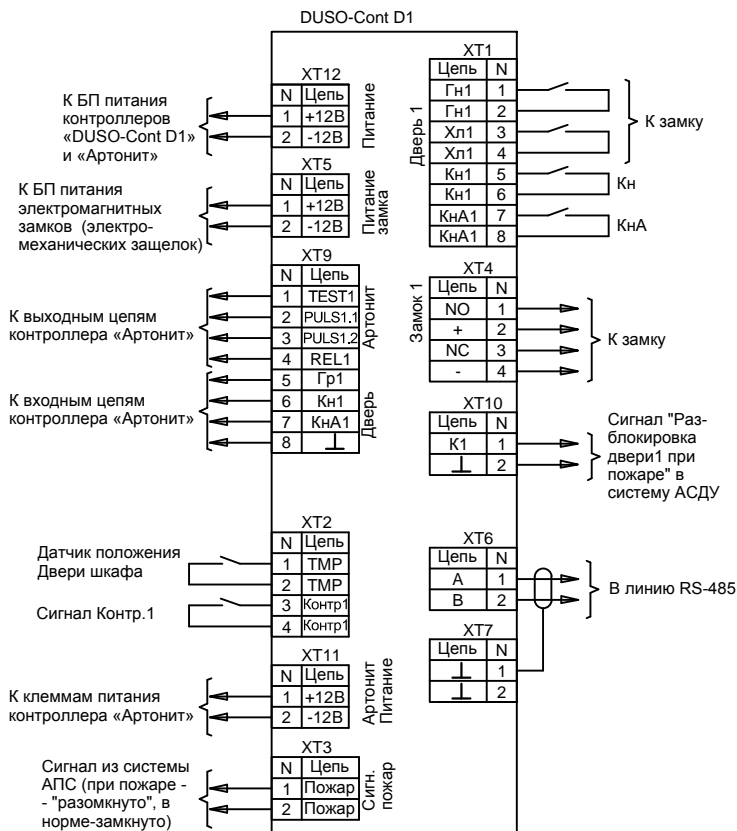 DUSO-Cont D1
К БП питания
контроллеров
«DUSO-Cont D1»
и «Артонит»
XT12
N Цепь
1 +12В
2 -12В
Питание
К БП питания
электромагнитных
замков (электро-
механических защелок)
XT5
N Цепь
1 +12В
2 -12В
Питание
замка
К выходным цепям
контроллера «Артонит»
К входным цепям
контроллера «Артонит»
XT9
N Цепь
1 TEST1
2 PULS1.1
3 PULS1.2
4 REL1
5 Гр1
6 Кн1
7 КнА1
8
Артонит
Дверь
Датчик положения
Двери шкафа
Сигнал Контр.1
XT2
N Цепь
1 TMP
2 TMP
3 Контр1
4 Контр1
К клеммам питания
контроллера «Артонит»
XT11
N Цепь
1 +12В
2 -12В
Артонит
Питание
Сигнал из системы
АПС (при пожаре -
- "разомкнуто", в
норме-замкнуто)
XT3
N Цепь
1 Пожар
2 Пожар
Сигн.
пожар
XT1
Дверь 1
Цепь N
Гн1 1
Гн1 2
Хл1 3
Хл1 4
Кн1 5
Кн1 6
КнА1 7
КнА1 8
К замку
Кн
КнА
XT4
Замок 1
Цепь N
NO 1
+ 2
NC 3
- 4
К замку
XT10
Цепь N
К1 1
2
Сигнал "Раз-
блокировка
двери1 при
пожаре" в
систему АСДУ
XT6
Цепь N
A 1
B 2
В линию RS-485
XT7
Цепь N
1
2